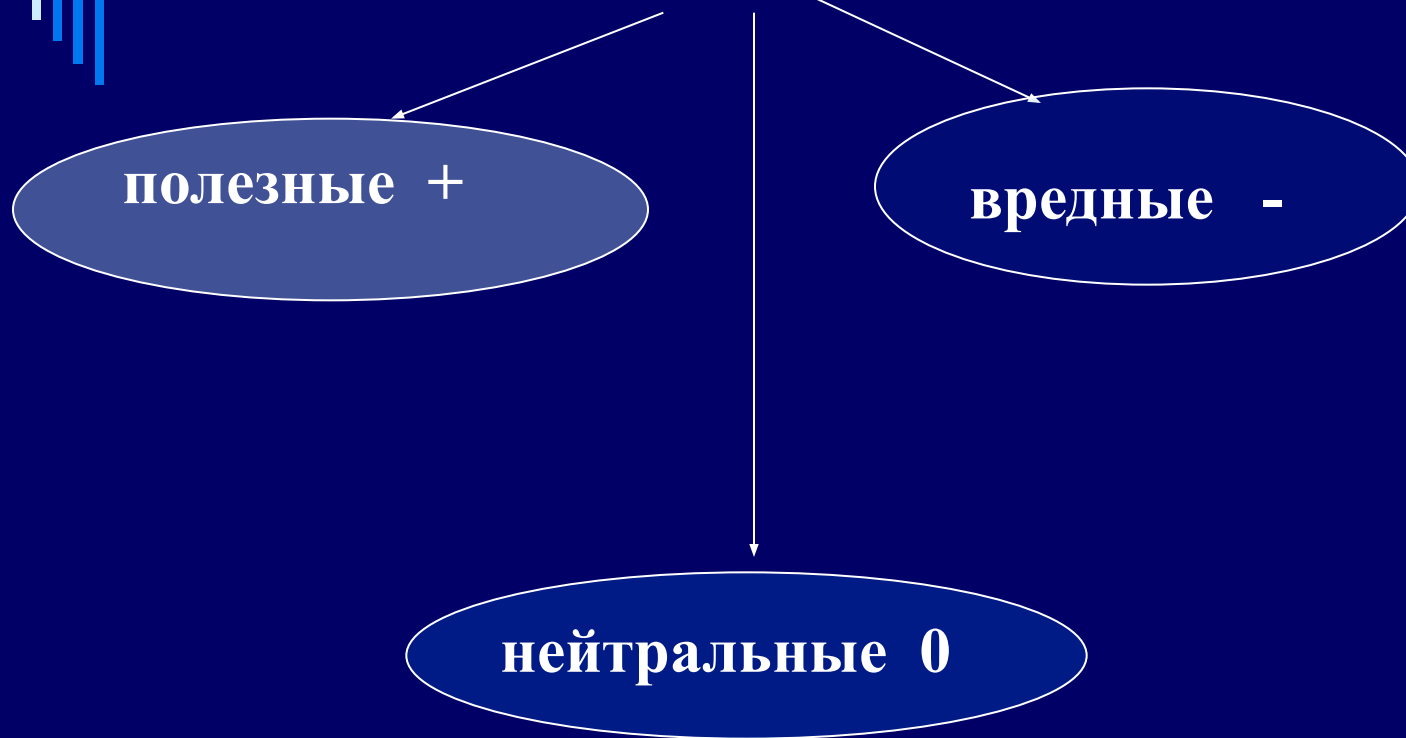 полезные +
вредные -
нейтральные 0